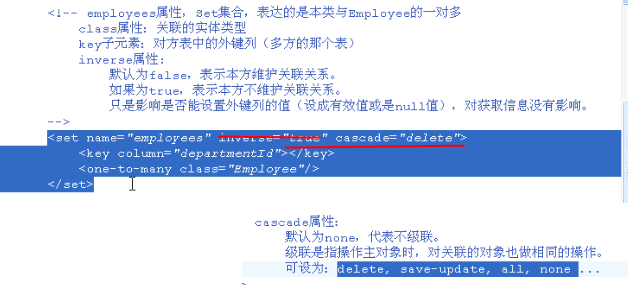 <!-- employees属性，Set集合，表达的是本类与Employee的一对多
class属性：关联的实体类型
key子元素：对方表中的外键列（多方的那个表）
inverse属性：
默认为false，表示本方维护关联关系。
如果为true，表示本方不维护关联关系。
只是影响是否能设置外键列的值（设成有效值或是null值），对获取信息没有影响。
-->
<set name="employees" inverse="true" cascade="delete">
<key column="departmentId"></key>
<one-to-many class="Employee"/>
</set>
cascade属性：
默认为none，代表不级联。
级联是指操作主对象时，对关联的对象也做相同的操作。
可设为：delete, save-update, all, none ...